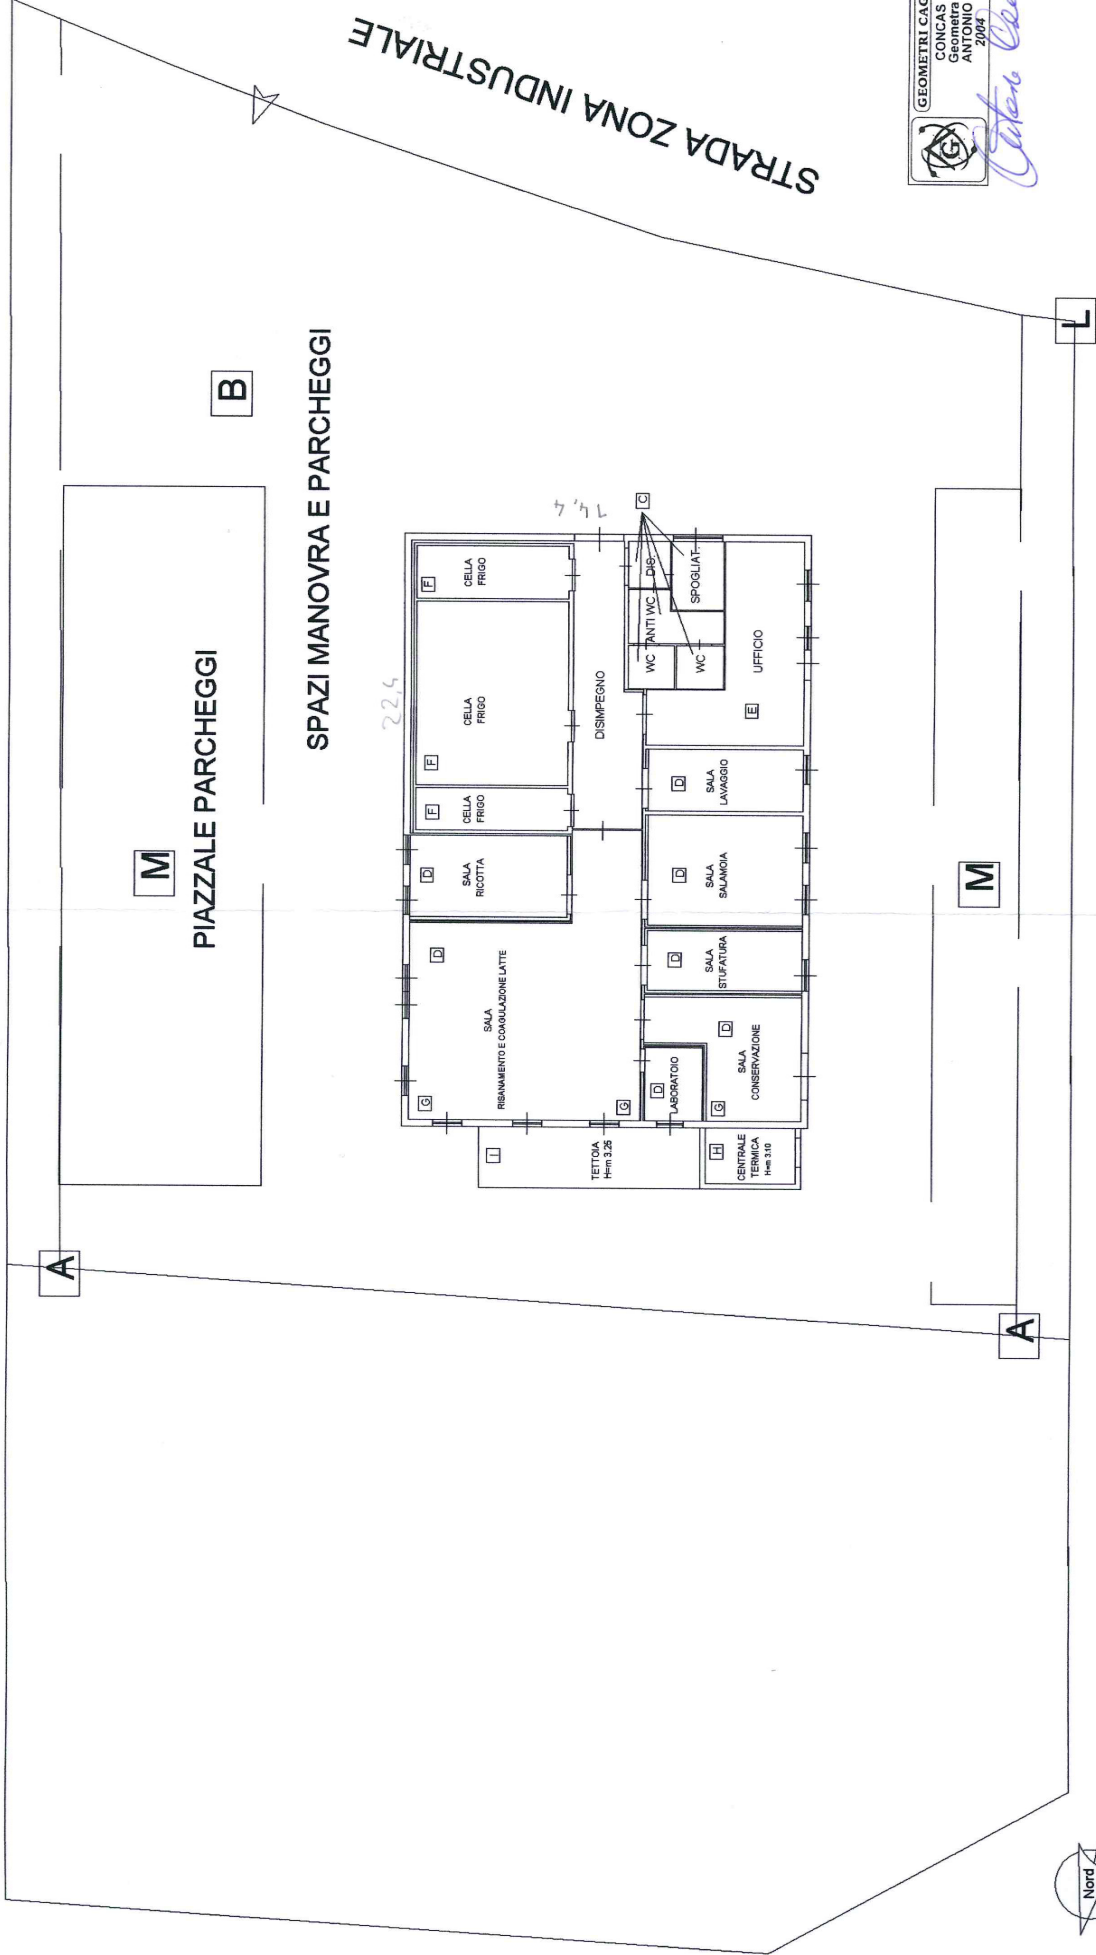 STRADA ZONA INDUSTRIALE
GEOMETRI CAG
CONCAS
Geometra
ANTONIO
2004
G
B
SPAZI MANOVRA E PARCHEGGI
M
PIAZZALE PARCHEGGI
A
22,4
14,4
F
CELLA
FRIGO
F
CELLA
FRIGO
F
CELLA
FRIGO
D
SALA
RICOTTA
D
SALA
RISANAMENTO E COAGULAZIONE LATTE
G
G
DISIMPEGNO
C
DIS.
ANTI WC
WC
WC
SPOGLIAT.
UFFICIO
E
D
SALA
LAVAGGIO
D
SALA
SALAMOIA
D
SALA
STUFATURA
D
SALA
CONSERVAZIONE
G
D
LABORATOIO
I
TETTOIA
H=m 3.25
H
CENTRALE
TERMICA
H=m 3.10
M
A
L
Nord